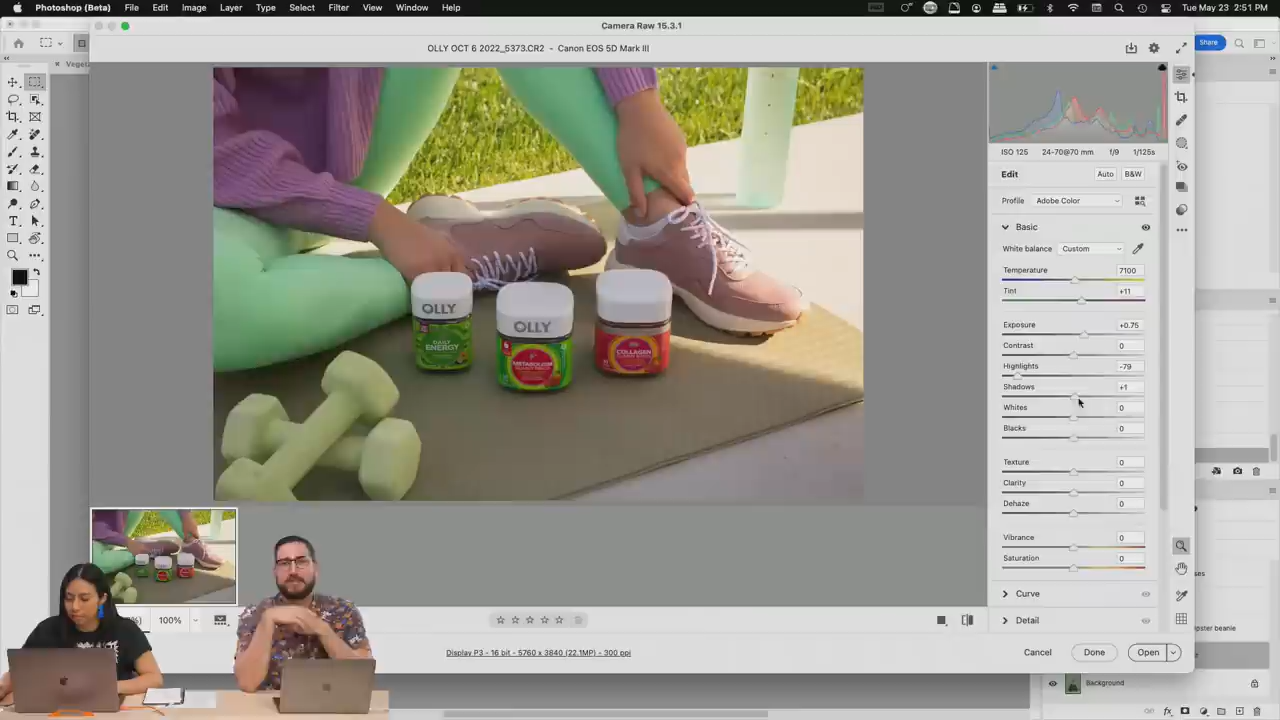 Photoshop (Beta) File Edit Image Layer Type Select Filter View Window Help
Tue May 23 2:51 PM
Camera Raw 15.3.1
OLLY OCT 6 2022_5373.CR2 - Canon EOS 5D Mark III
Share
ISO 125 24-70@70 mm f/9 1/125s
Edit Auto B&W
Profile Adobe Color
Basic
White balance Custom
Temperature 7100
Tint +11
Exposure +0.75
Contrast 0
Highlights -79
Shadows +1
Whites 0
Blacks 0
Texture 0
Clarity 0
Dehaze 0
Vibrance 0
Saturation 0
Curve
Detail
OLLY
DAILY
ENERGY
OLLY
METABOLISM
COLLAGEN
100%
Display P3 - 16 bit - 5760 x 3840 (22.1MP) - 300 ppi
Cancel Done Open
Background